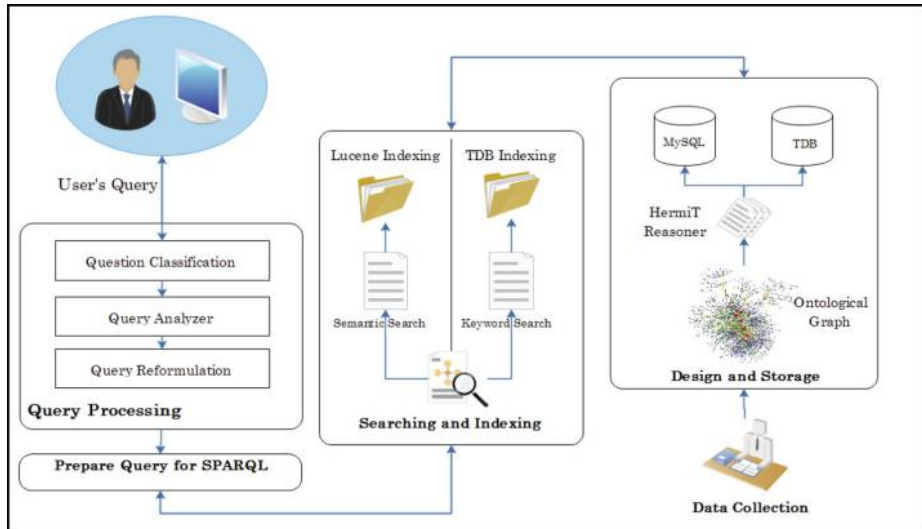 User's Query
Question Classification
Query Analyzer
Query Reformulation
Query Processing
Prepare Query for SPARQL
Lucene Indexing
TDB Indexing
Semantic Search
Keyword Search
Searching and Indexing
MySQL
TDB
HermiT
Reasoner
Ontological
Graph
Design and Storage
Data Collection